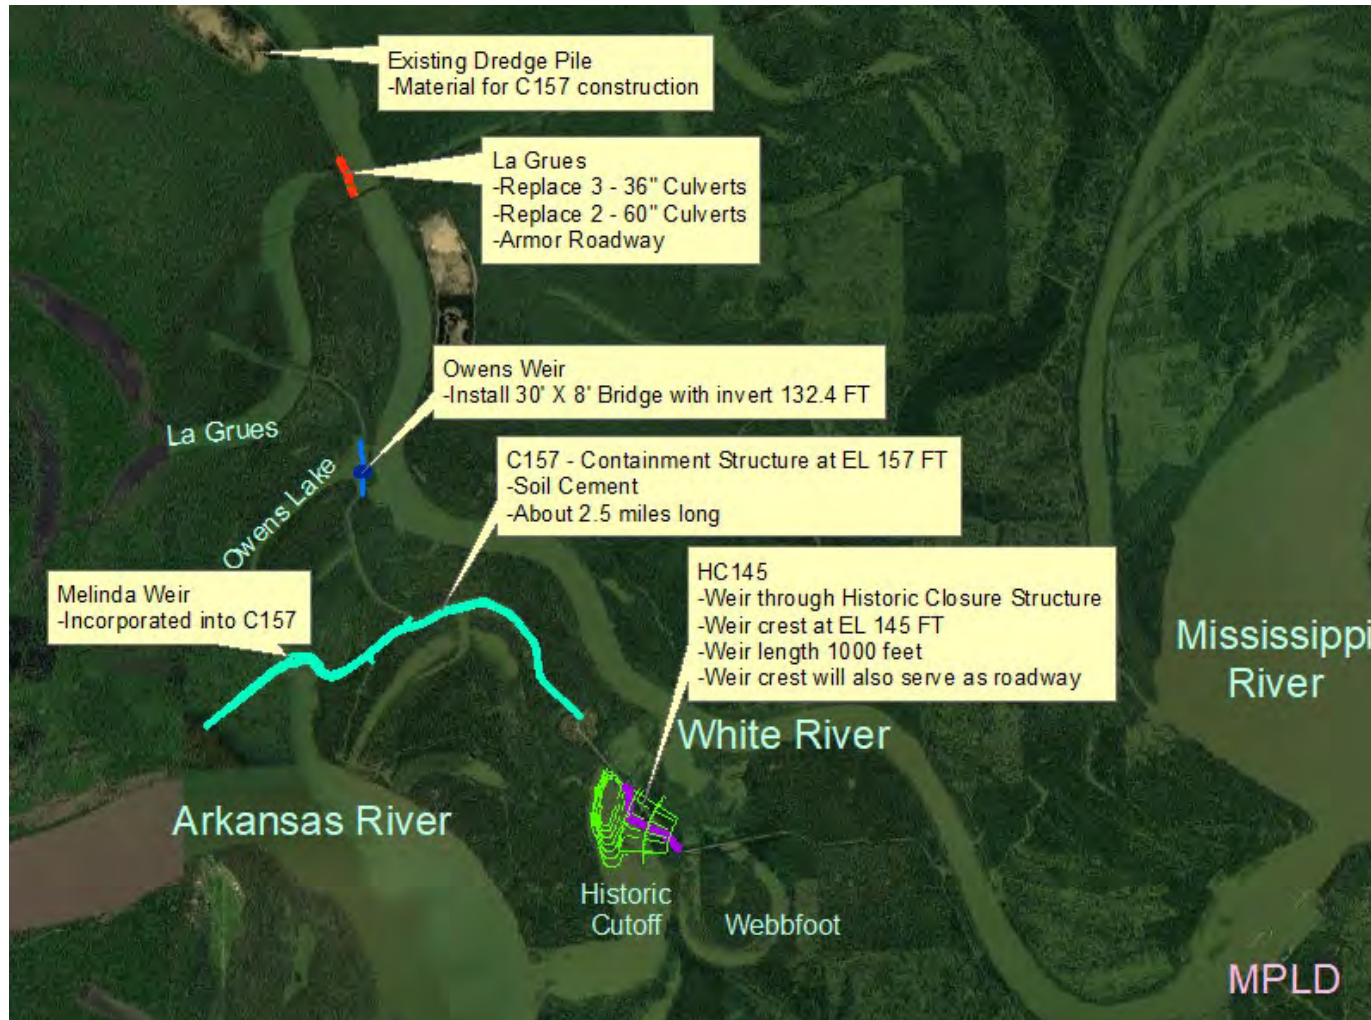 Existing Dredge Pile
-Material for C157 construction
La Grues
-Replace 3 - 36" Culverts
-Replace 2 - 60" Culverts
-Armor Roadway
Owens Weir
-Install 30' X 8' Bridge with invert 132.4 FT
La Grues
Owens Lake
C157 - Containment Structure at EL 157 FT
-Soil Cement
-About 2.5 miles long
Melinda Weir
-Incorporated into C157
HC145
-Weir through Historic Closure Structure
-Weir crest at EL 145 FT
-Weir length 1000 feet
-Weir crest will also serve as roadway
Mississippi
River
White River
Arkansas River
Historic
Cutoff
Webbfoot
MPLD